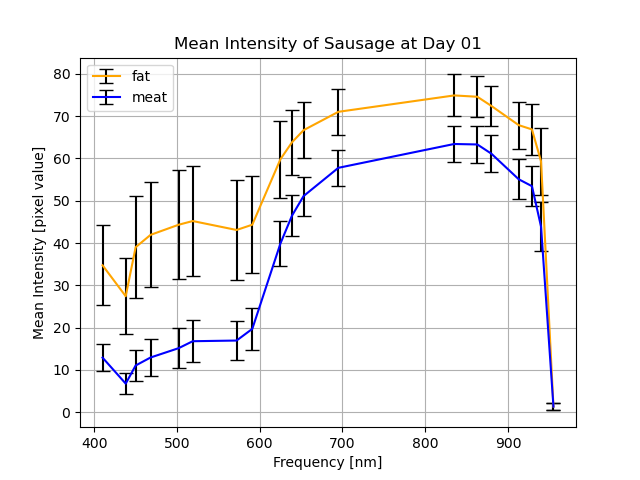 Mean Intensity of Sausage at Day 01
fat
meat
Mean Intensity [pixel value]
80
70
60
50
40
30
20
10
0
400 500 600 700 800 900
Frequency [nm]